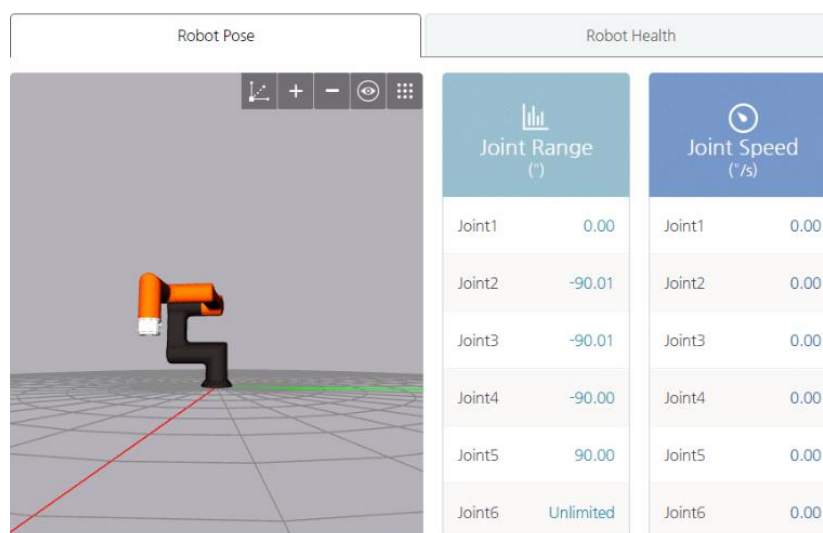 Robot Pose
Robot Health
Joint Range
(°)
Joint1 0.00
Joint2 -90.01
Joint3 -90.01
Joint4 -90.00
Joint5 90.00
Joint6 Unlimited
Joint Speed
(°/s)
Joint1 0.00
Joint2 0.00
Joint3 0.00
Joint4 0.00
Joint5 0.00
Joint6 0.00